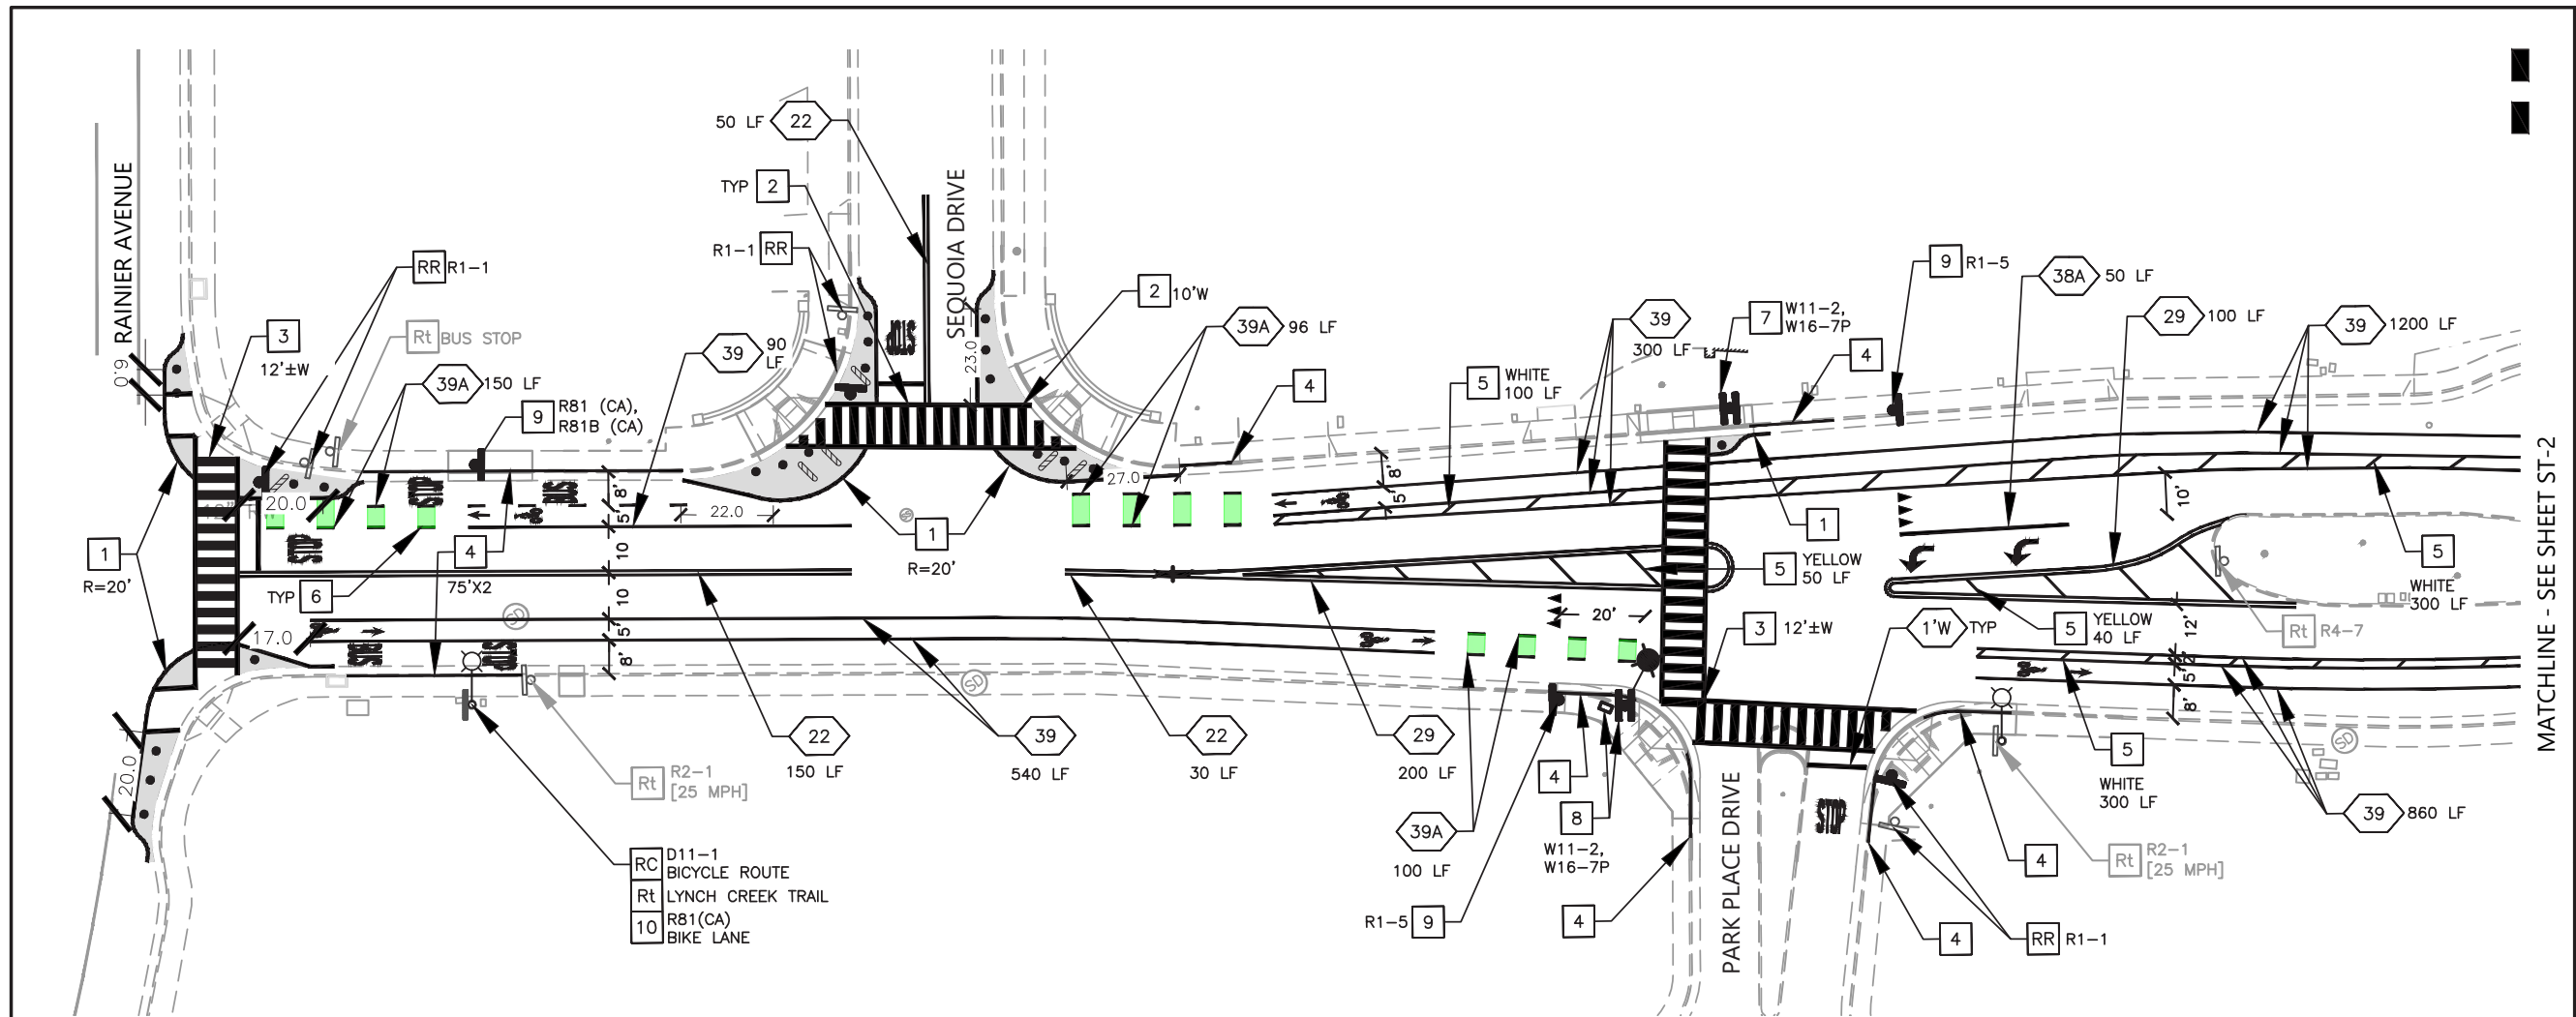 RAINIER AVENUE
SEQUOIA DRIVE
PARK PLACE DRIVE
MATCHLINE - SEE SHEET ST-2
50 LF 22
TYP 2
R1-1 RR
RR R1-1
3
12'±W
Rt BUS STOP
39A 150 LF
9 R81 (CA),
R81B (CA)
39 90
LF
2 10'W
39A 96 LF
4
5 WHITE
100 LF
39
300 LF
7 W11-2,
W16-7P
4
9 R1-5
38A 50 LF
29 100 LF
39 1200 LF
6.0
23.0
20.0
STOP
BUS
STOP
STOP
22.0
27.0
8'
5'
10
10
5'
8'
8'
5'
10'
1
R=20'
TYP 6
4
75'X2
1
R=20'
1
5 YELLOW
50 LF
5
WHITE
300 LF
20'
3 12'±W
1'W TYP
5 YELLOW
40 LF
12'
2'
5'
8'
Rt R4-7
17.0
SD
SD
SD
20.0
22
150 LF
39
540 LF
22
30 LF
29
200 LF
Rt R2-1
[25 MPH]
4
8
W11-2,
W16-7P
39A
100 LF
5
WHITE
300 LF
39 860 LF
STOP
RC D11-1
BICYCLE ROUTE
Rt LYNCH CREEK TRAIL
10 R81(CA)
BIKE LANE
R1-5 9
4
4
Rt R2-1
[25 MPH]
4
RR R1-1